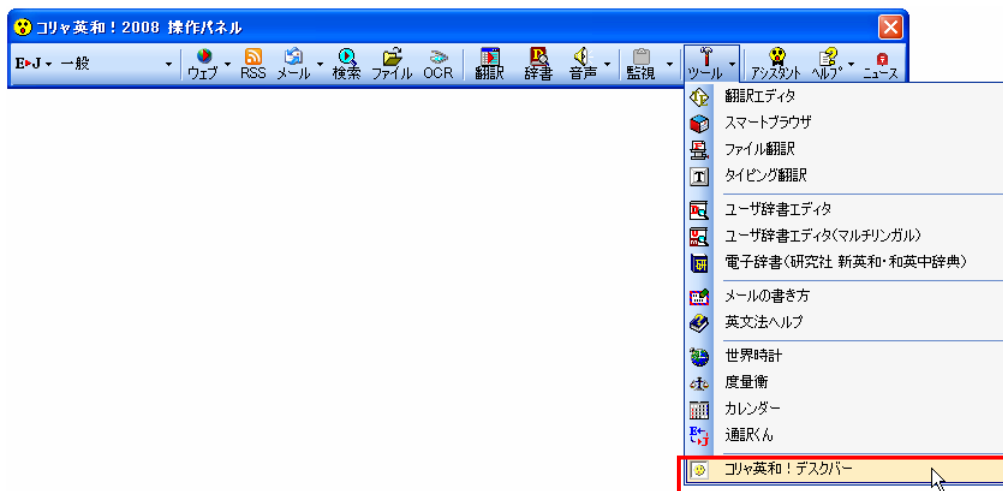 コリャ英和！2008 操作パネル
E▶J 一般 ウェブ RSS メール 検索 ファイル OCR 翻訳 辞書 音声 監視 ツール アシスタント ヘルプ ニュース
翻訳エディタ
スマートブラウザ
ファイル翻訳
タイピング翻訳
ユーザ辞書エディタ
ユーザ辞書エディタ(マルチリンガル)
電子辞書(研究社 新英和･和英中辞典)
メールの書き方
英文法ヘルプ
世界時計
度量衡
カレンダー
通訳くん
コリャ英和！デスクバー